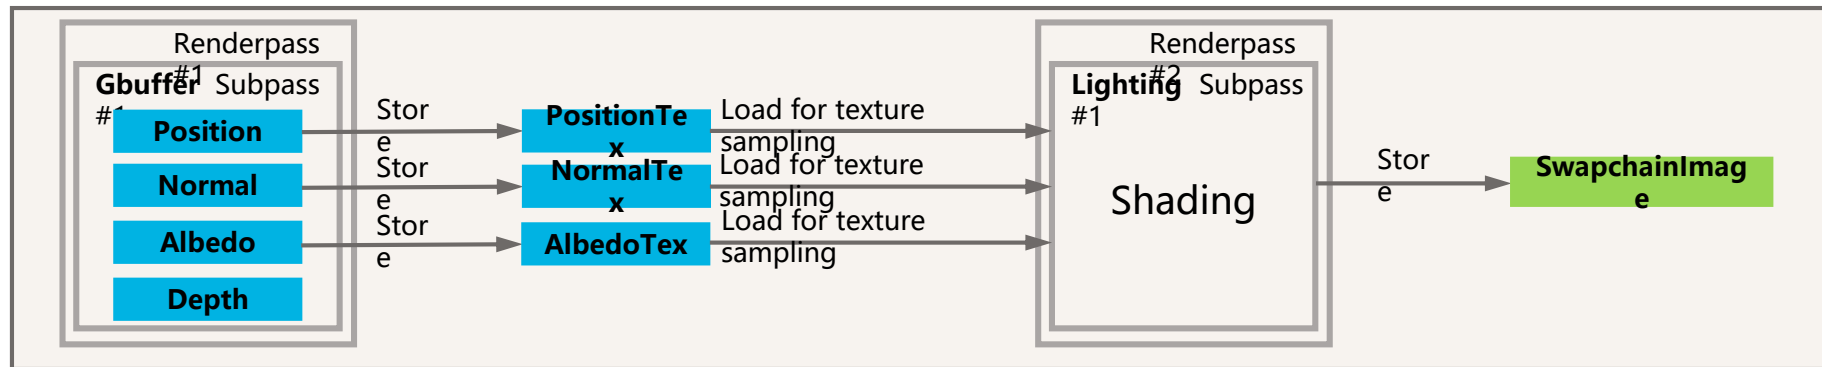 Renderpass
#1
Gbuffer Subpass
#1
Position
Normal
Albedo
Depth
Stor
e
Stor
e
Stor
e
PositionTe
x
NormalTe
x
AlbedoTex
Load for texture
sampling
Load for texture
sampling
Load for texture
sampling
Renderpass
#2
Lighting Subpass
#1
Shading
Stor
e
SwapchainImag
e